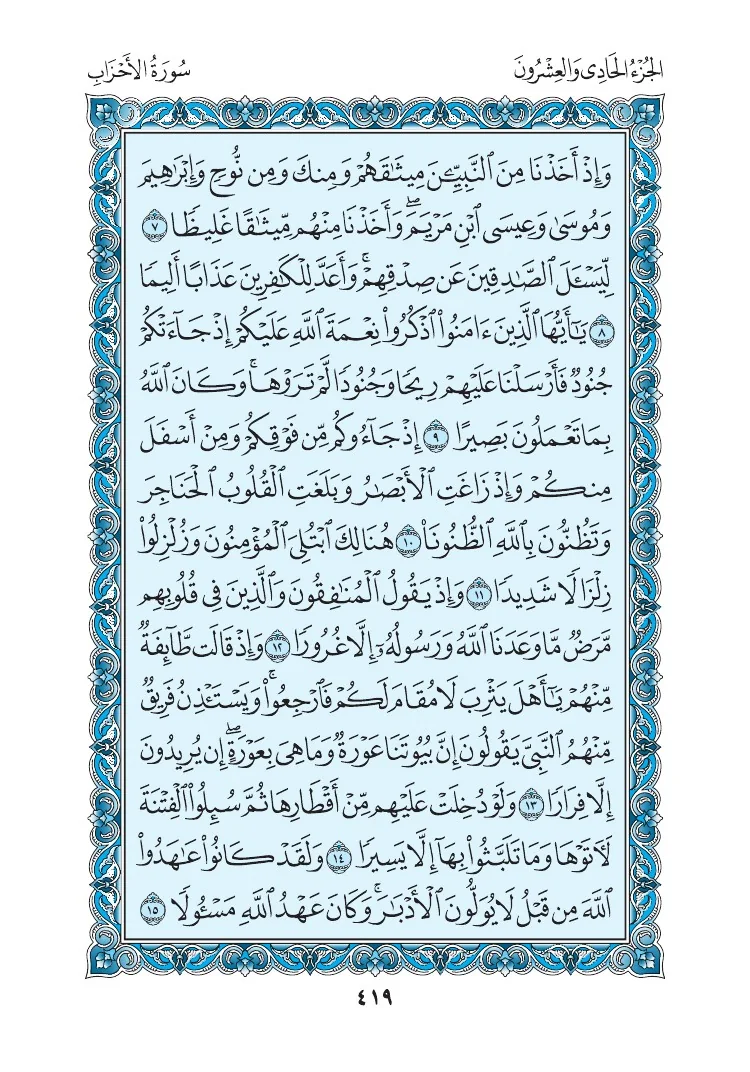 الجُزْءُ الحَادِى وَالعِشْرُونَ سُورَةُ الأَحْزَابِ
وَإِذْ أَخَذْنَا مِنَ ٱلنَّبِيِّـۧنَ مِيثَٰقَهُمْ وَمِنكَ وَمِن نُّوحٍ وَإِبْرَٰهِيمَ
وَمُوسَىٰ وَعِيسَى ٱبْنِ مَرْيَمَۖ وَأَخَذْنَا مِنْهُم مِّيثَٰقًا غَلِيظًا ٧
لِّيَسْـَٔلَ ٱلصَّٰدِقِينَ عَن صِدْقِهِمْۚ وَأَعَدَّ لِلْكَٰفِرِينَ عَذَابًا أَلِيمًا
٨ يَٰٓأَيُّهَا ٱلَّذِينَ ءَامَنُوا۟ ٱذْكُرُوا۟ نِعْمَةَ ٱللَّهِ عَلَيْكُمْ إِذْ جَآءَتْكُمْ
جُنُودٌ فَأَرْسَلْنَا عَلَيْهِمْ رِيحًا وَجُنُودًا لَّمْ تَرَوْهَاۚ وَكَانَ ٱللَّهُ
بِمَا تَعْمَلُونَ بَصِيرًا ٩ إِذْ جَآءُوكُم مِّن فَوْقِكُمْ وَمِنْ أَسْفَلَ
مِنكُمْ وَإِذْ زَاغَتِ ٱلْأَبْصَٰرُ وَبَلَغَتِ ٱلْقُلُوبُ ٱلْحَنَاجِرَ
وَتَظُنُّونَ بِٱللَّهِ ٱلظُّنُونَا۠ ١٠ هُنَالِكَ ٱبْتُلِىَ ٱلْمُؤْمِنُونَ وَزُلْزِلُوا۟
زِلْزَالًا شَدِيدًا ١١ وَإِذْ يَقُولُ ٱلْمُنَٰفِقُونَ وَٱلَّذِينَ فِى قُلُوبِهِم
مَّرَضٌ مَّا وَعَدَنَا ٱللَّهُ وَرَسُولُهُۥٓ إِلَّا غُرُورًا ١٢ وَإِذْ قَالَت طَّآئِفَةٌ
مِّنْهُمْ يَٰٓأَهْلَ يَثْرِبَ لَا مُقَامَ لَكُمْ فَٱرْجِعُوا۟ۚ وَيَسْتَـْٔذِنُ فَرِيقٌ
مِّنْهُمُ ٱلنَّبِىَّ يَقُولُونَ إِنَّ بُيُوتَنَا عَوْرَةٌ وَمَا هِىَ بِعَوْرَةٍۖ إِن يُرِيدُونَ
إِلَّا فِرَارًا ١٣ وَلَوْ دُخِلَتْ عَلَيْهِم مِّنْ أَقْطَارِهَا ثُمَّ سُئِلُوا۟ ٱلْفِتْنَةَ
لَـَٔاتَوْهَا وَمَا تَلَبَّثُوا۟ بِهَآ إِلَّا يَسِيرًا ١٤ وَلَقَدْ كَانُوا۟ عَٰهَدُوا۟
ٱللَّهَ مِن قَبْلُ لَا يُوَلُّونَ ٱلْأَدْبَٰرَۚ وَكَانَ عَهْدُ ٱللَّهِ مَسْـُٔولًا ١٥
٤١٩